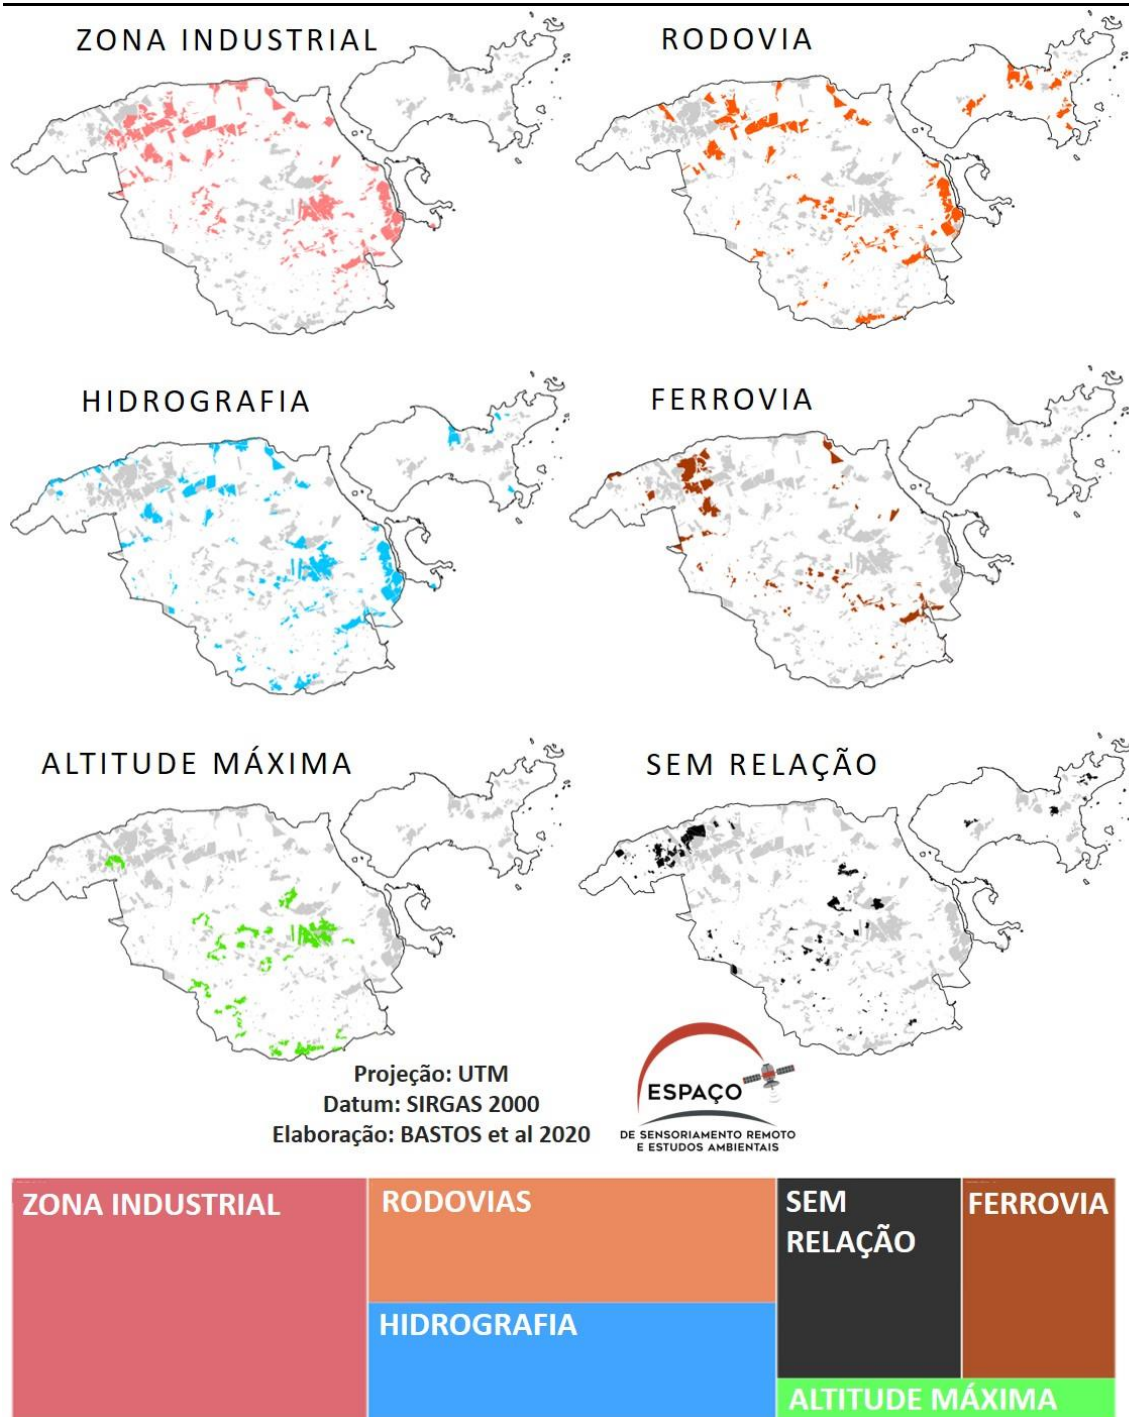 ZONA INDUSTRIAL
RODOVIA
HIDROGRAFIA
FERROVIA
ALTITUDE MÁXIMA
SEM RELAÇÃO
Projeção: UTM
Datum: SIRGAS 2000
Elaboração: BASTOS et al 2020
ESPAÇO
DE SENSORIAMENTO REMOTO
E ESTUDOS AMBIENTAIS
ZONA INDUSTRIAL
RODOVIAS
HIDROGRAFIA
SEM
RELAÇÃO
FERROVIA
ALTITUDE MÁXIMA